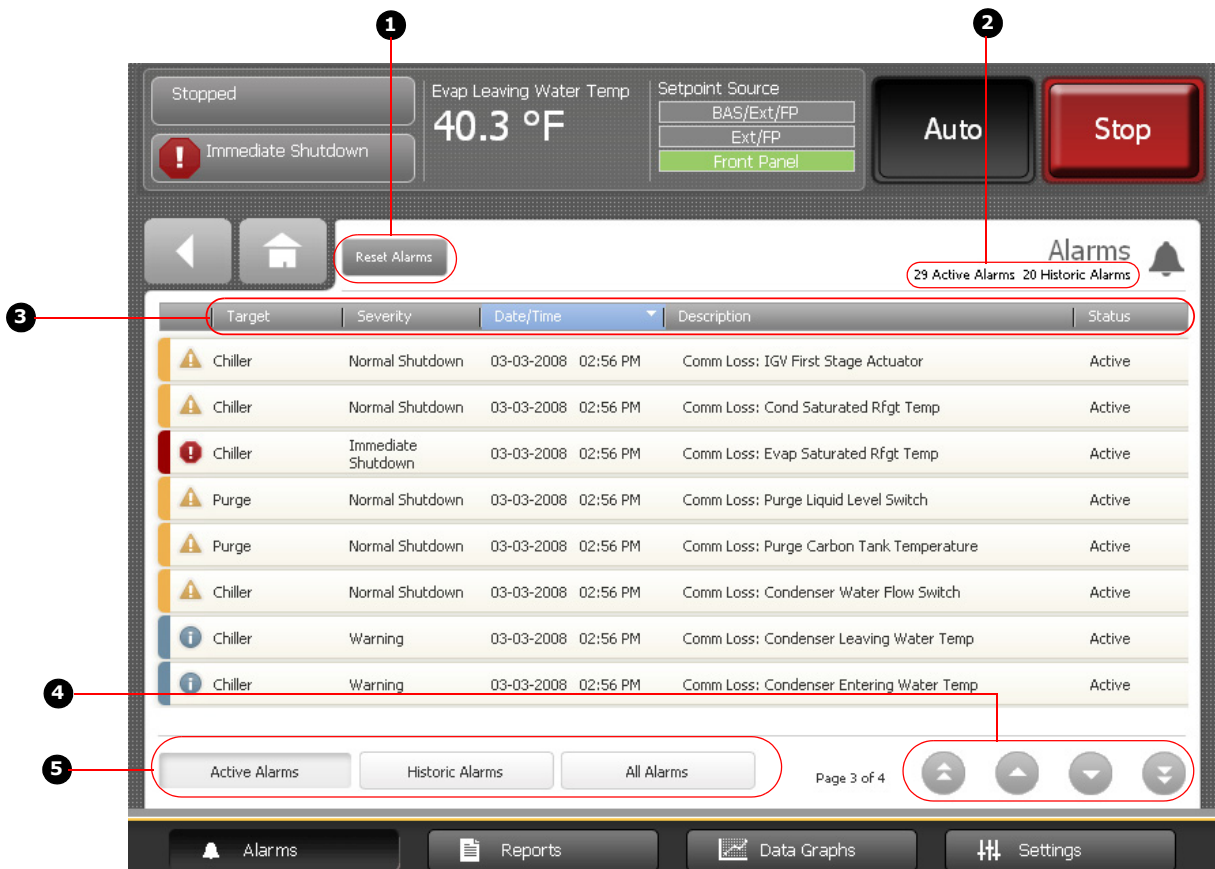 1
2
Stopped
Immediate Shutdown
Evap Leaving Water Temp
40.3 °F
Setpoint Source
BAS/Ext/FP
Ext/FP
Front Panel
Auto
Stop
Reset Alarms
Alarms
29 Active Alarms 20 Historic Alarms
3
Target Severity Date/Time Description Status
Chiller Normal Shutdown 03-03-2008 02:56 PM Comm Loss: IGV First Stage Actuator Active
Chiller Normal Shutdown 03-03-2008 02:56 PM Comm Loss: Cond Saturated Rfgt Temp Active
! Chiller Immediate Shutdown 03-03-2008 02:56 PM Comm Loss: Evap Saturated Rfgt Temp Active
Purge Normal Shutdown 03-03-2008 02:56 PM Comm Loss: Purge Liquid Level Switch Active
Purge Normal Shutdown 03-03-2008 02:56 PM Comm Loss: Purge Carbon Tank Temperature Active
Chiller Normal Shutdown 03-03-2008 02:56 PM Comm Loss: Condenser Water Flow Switch Active
Chiller Warning 03-03-2008 02:56 PM Comm Loss: Condenser Leaving Water Temp Active
Chiller Warning 03-03-2008 02:56 PM Comm Loss: Condenser Entering Water Temp Active
4
5
Active Alarms Historic Alarms All Alarms Page 3 of 4
Alarms Reports Data Graphs Settings